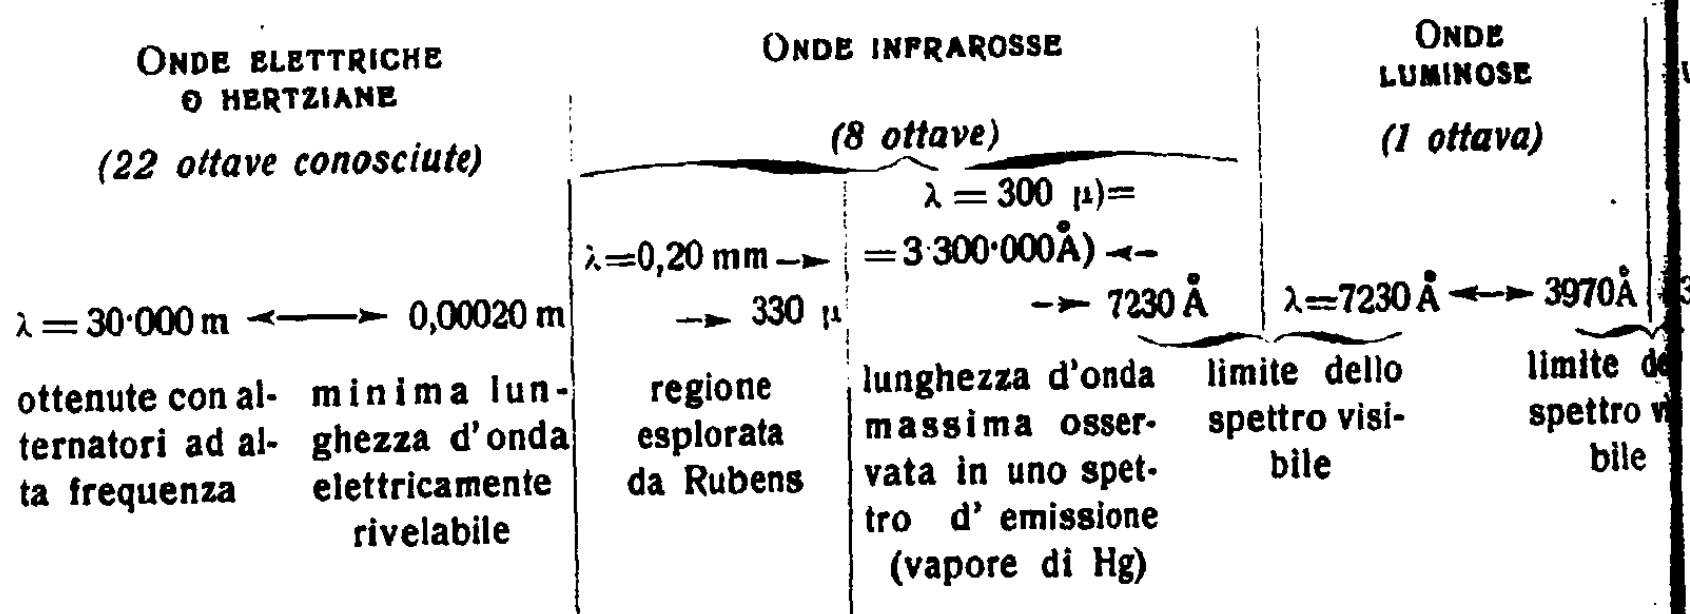 ONDE ELETTRICHE
O HERTZIANE
(22 ottave conosciute)
λ = 30·000 m ←→ 0,00020 m
ottenute con al-
ternatori ad al-
ta frequenza
minima lun-
ghezza d'onda
elettricamente
rivelabile
ONDE INFRAROSSE
(8 ottave)
λ=0,20 mm →
→ 330 μ
regione
esplorata
da Rubens
λ = 300 μ)=
=3·300·000Å) ←-
-→ 7230 Å
lunghezza d'onda
massima osser-
vata in uno spet-
tro d' emissione
(vapore di Hg)
limite dello
spettro visi-
bile
ONDE
LUMINOSE
(1 ottava)
λ=7230 Å ←→ 3970Å
limite
spettro
bile